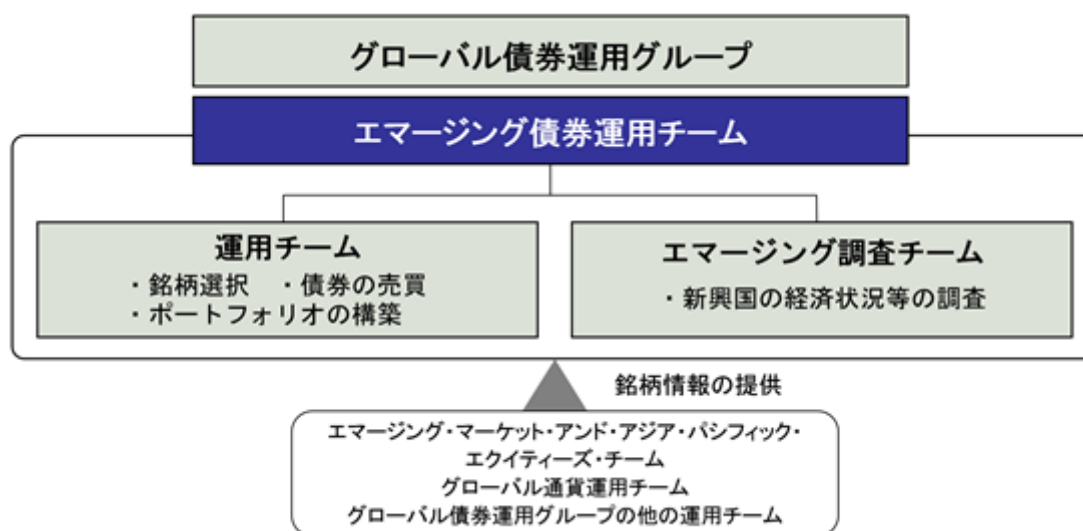 グローバル債券運用グループ
エマージング債券運用チーム
運用チーム
・銘柄選択　・債券の売買
・ポートフォリオの構築
エマージング調査チーム
・新興国の経済状況等の調査
銘柄情報の提供
エマージング・マーケット・アンド・アジア・パシフィック・
エクイティーズ・チーム
グローバル通貨運用チーム
グローバル債券運用グループの他の運用チーム